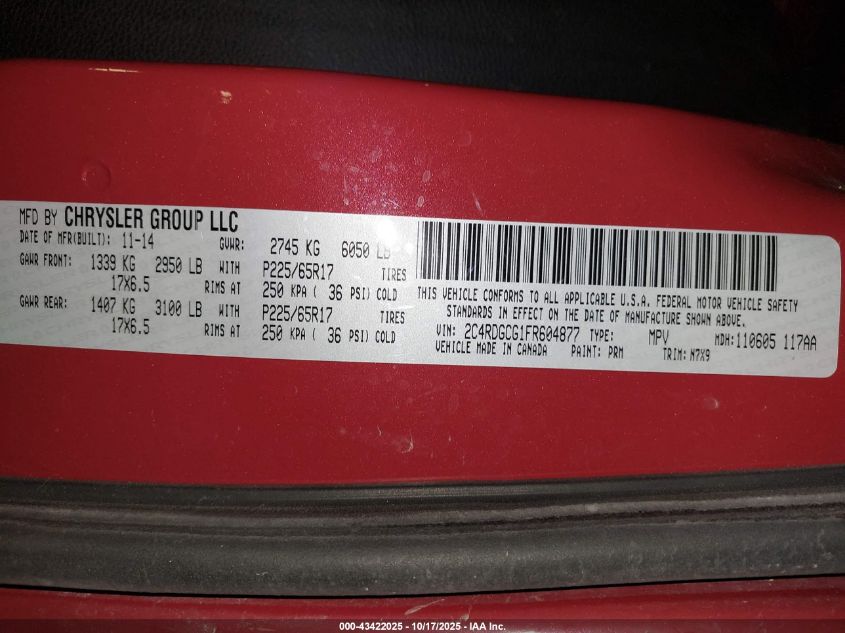 MFD BY CHRYSLER GROUP LLC
DATE OF MFR(BUILT): 11-14 GVWR: 2745 KG 6050 LB
GAWR FRONT: 1339 KG 2950 LB WITH P225/65R17 TIRES
17X6.5 RIMS AT 250 KPA ( 36 PSI) COLD
GAWR REAR: 1407 KG 3100 LB WITH P225/65R17 TIRES
17X6.5 RIMS AT 250 KPA ( 36 PSI) COLD
THIS VEHICLE CONFORMS TO ALL APPLICABLE U.S.A. FEDERAL MOTOR VEHICLE SAFETY
STANDARDS IN EFFECT ON THE DATE OF MANUFACTURE SHOWN ABOVE.
VIN: 2C4RDGCG1FR604877 TYPE: MPV MDH:110605 117AA
VEHICLE MADE IN CANADA PAINT: PRM TRIM: N7X9
000-43422025 | 10/17/2025 | IAA Inc.